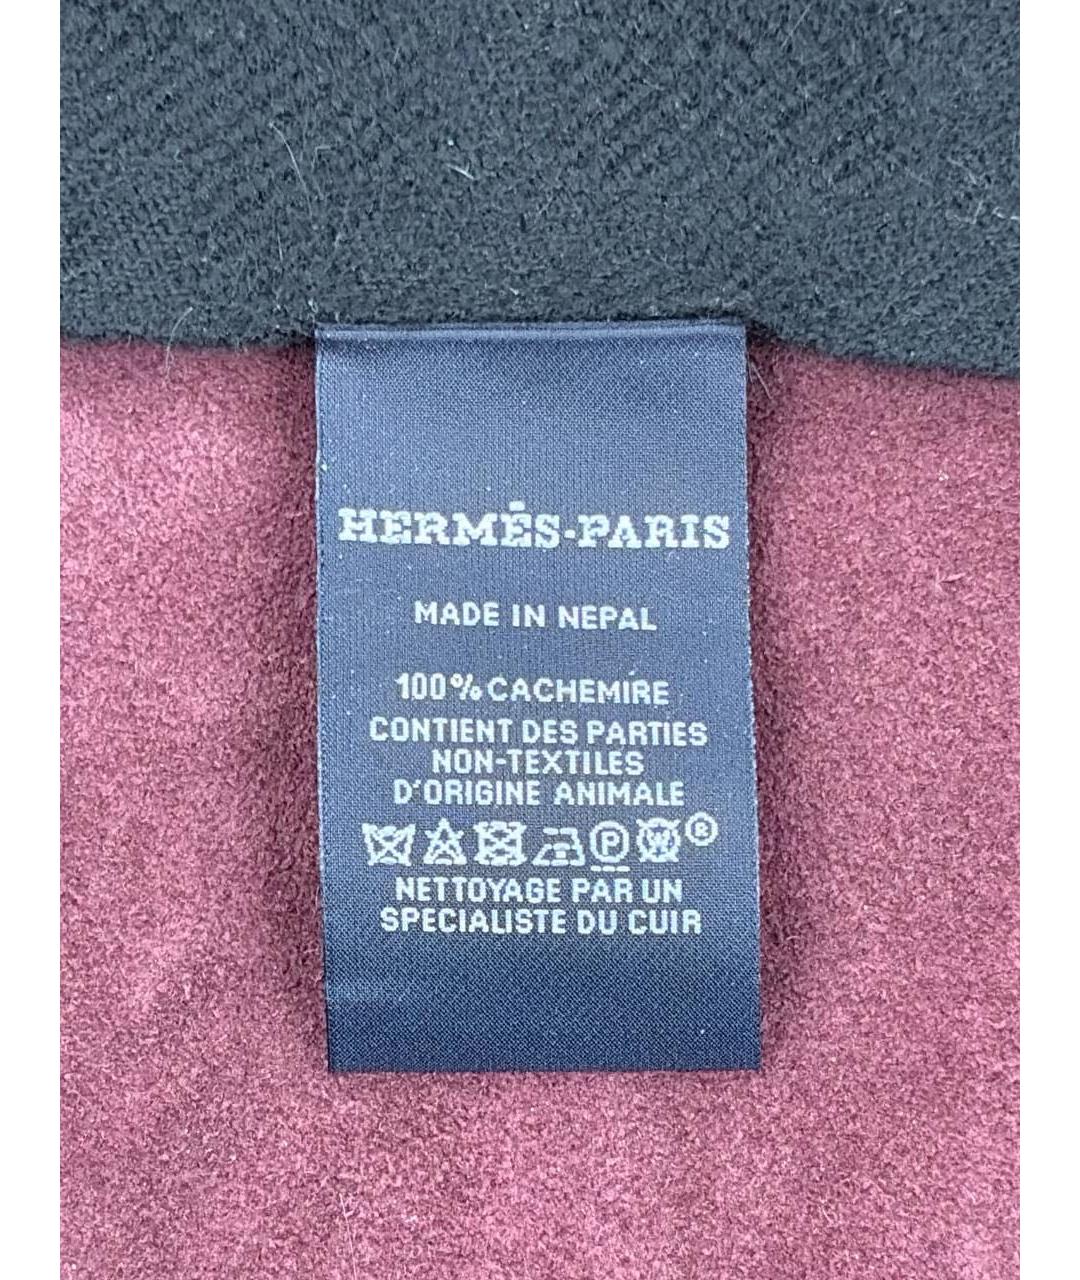 HERMÈS-PARIS
MADE IN NEPAL
100% CACHEMIRE
CONTIENT DES PARTIES
NON-TEXTILES
D'ORIGINE ANIMALE
P W ®
NETTOYAGE PAR UN
SPECIALISTE DU CUIR